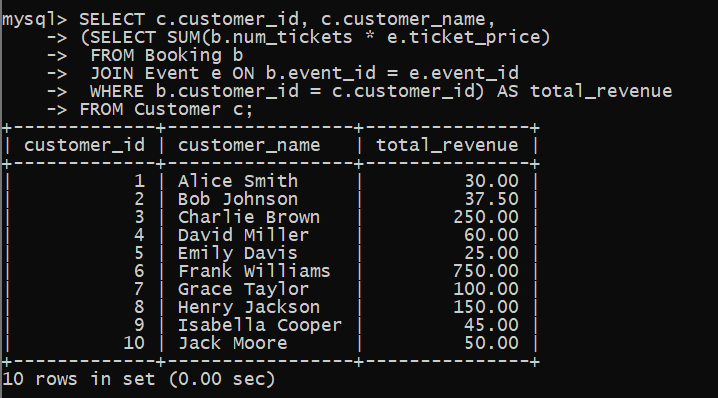 mysql> SELECT c.customer_id, c.customer_name,
    -> (SELECT SUM(b.num_tickets * e.ticket_price)
    ->  FROM Booking b
    ->  JOIN Event e ON b.event_id = e.event_id
    ->  WHERE b.customer_id = c.customer_id) AS total_revenue
    -> FROM Customer c;
+-------------+-----------------+---------------+
| customer_id | customer_name   | total_revenue |
+-------------+-----------------+---------------+
|           1 | Alice Smith     |         30.00 |
|           2 | Bob Johnson     |         37.50 |
|           3 | Charlie Brown   |        250.00 |
|           4 | David Miller    |         60.00 |
|           5 | Emily Davis     |         25.00 |
|           6 | Frank Williams  |        750.00 |
|           7 | Grace Taylor    |        100.00 |
|           8 | Henry Jackson   |        150.00 |
|           9 | Isabella Cooper |         45.00 |
|          10 | Jack Moore      |         50.00 |
+-------------+-----------------+---------------+
10 rows in set (0.00 sec)